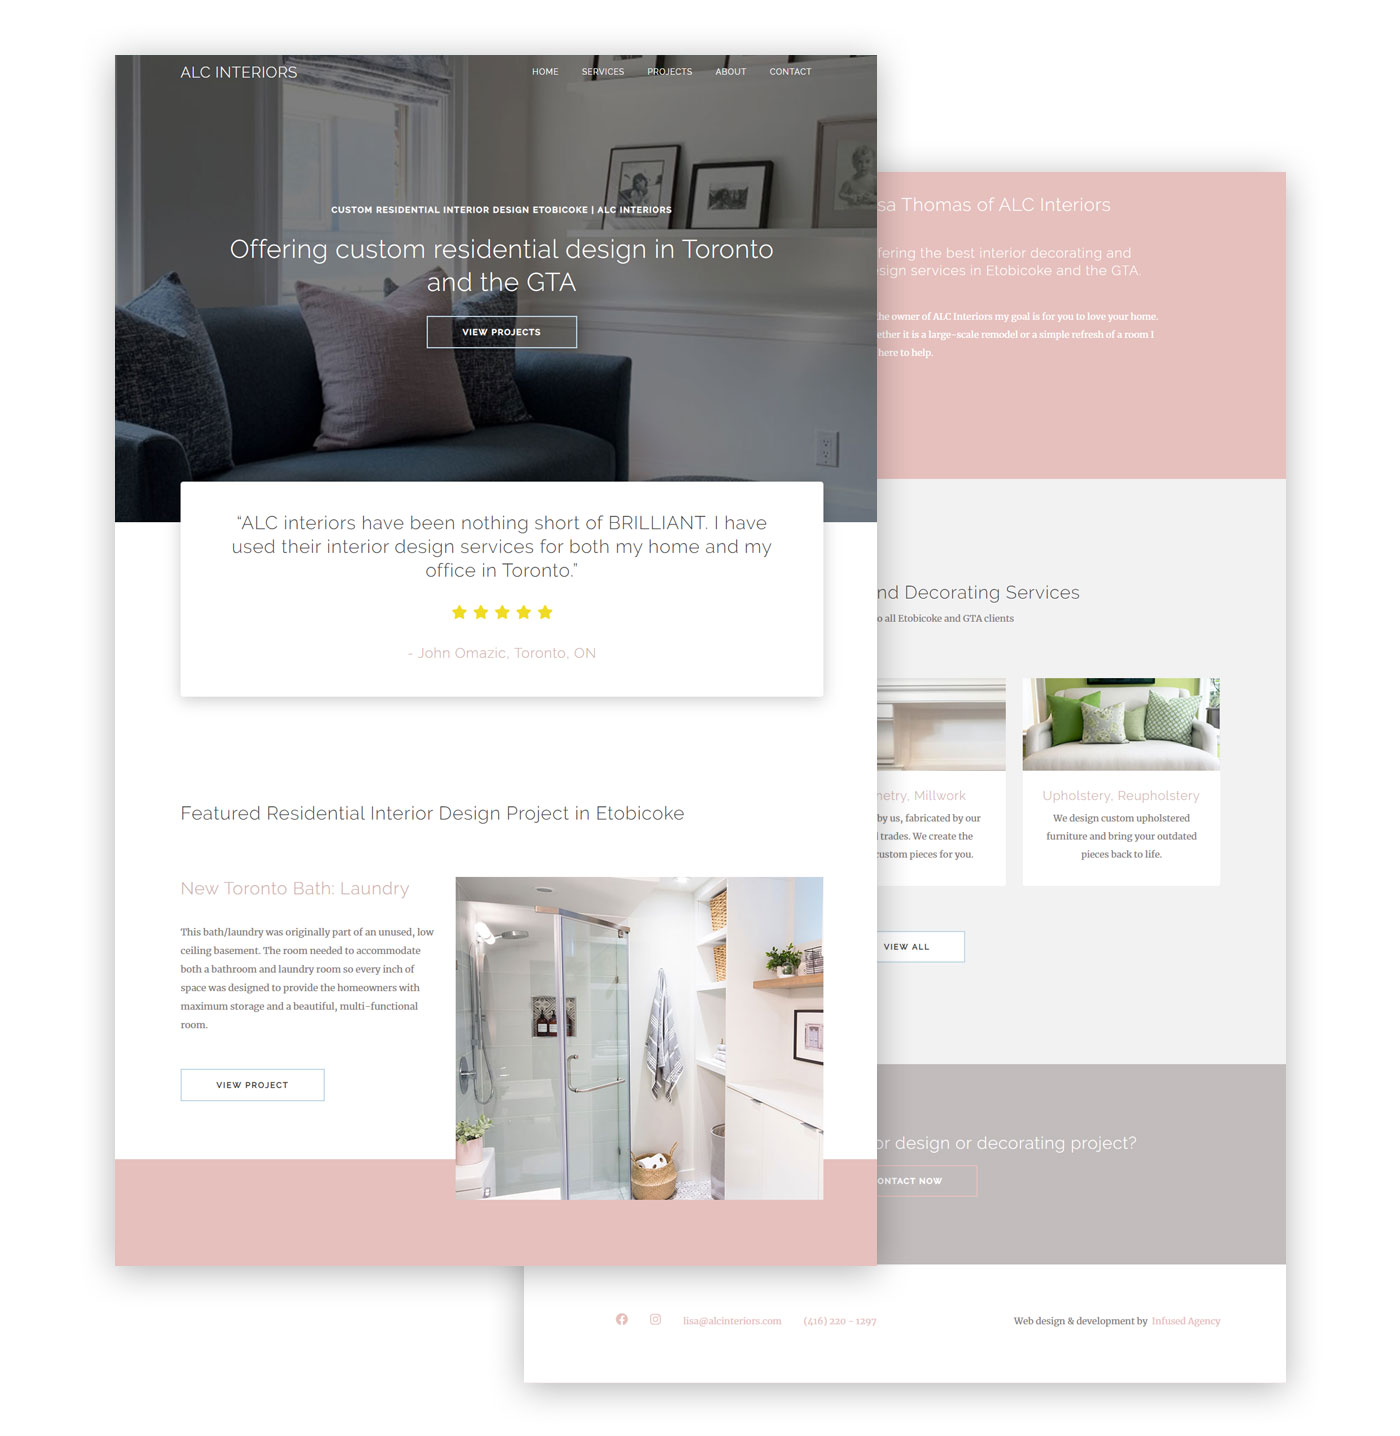 ALC INTERIORS
HOME SERVICES PROJECTS ABOUT CONTACT
CUSTOM RESIDENTIAL INTERIOR DESIGN ETOBICOKE | ALC INTERIORS
Offering custom residential design in Toronto
and the GTA
VIEW PROJECTS
“ALC interiors have been nothing short of BRILLIANT. I have
used their interior design services for both my home and my
office in Toronto.”
- John Omazic, Toronto, ON
Featured Residential Interior Design Project in Etobicoke
New Toronto Bath: Laundry
This bath/laundry was originally part of an unused, low
ceiling basement. The room needed to accommodate
both a bathroom and laundry room so every inch of
space was designed to provide the homeowners with
maximum storage and a beautiful, multi-functional
room.
VIEW PROJECT
Thomas of ALC Interiors
the best interior decorating and
services in Etobicoke and the GTA.
the owner of ALC Interiors my goal is for you to love your home.
it is a large-scale remodel or a simple refresh of a room I
here to help.
Decorating Services
all Etobicoke and GTA clients
Millwork
by us, fabricated by our
trades. We create the
custom pieces for you.
Upholstery, Reupholstery
We design custom upholstered
furniture and bring your outdated
pieces back to life.
VIEW ALL
design or decorating project?
NOW
lisa@alcinteriors.com (416) 220 - 1297
Web design & development by Infused Agency